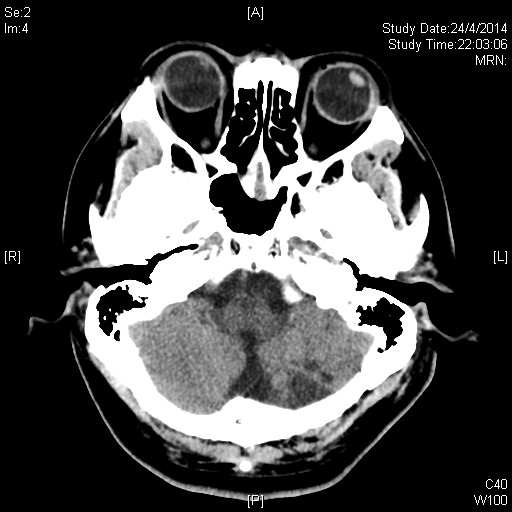 Se:2
Im:4
[A]
Study Date:24/4/2014
Study Time:22:03:06
MRN:
[R]
[L]
[P]
C40
W100